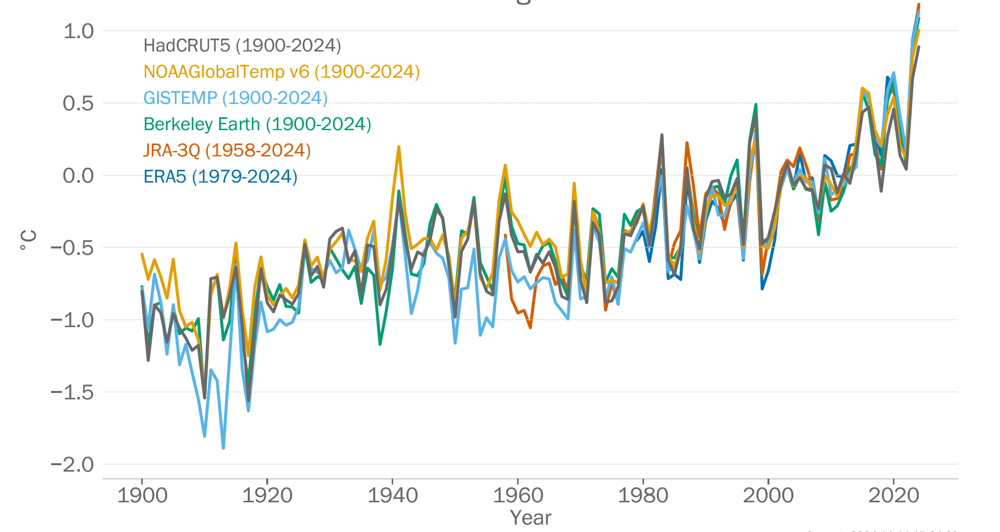 1.0
HadCRUT5 (1900-2024)
NOAAGlobalTemp v6 (1900-2024)
GISTEMP (1900-2024)
0.5
Berkeley Earth (1900-2024)
JRA-3Q (1958-2024)
0.0
ERA5 (1979-2024)
°C
−0.5
−1.0
−1.5
−2.0
1900 1920 1940 1960 1980 2000 2020
Year